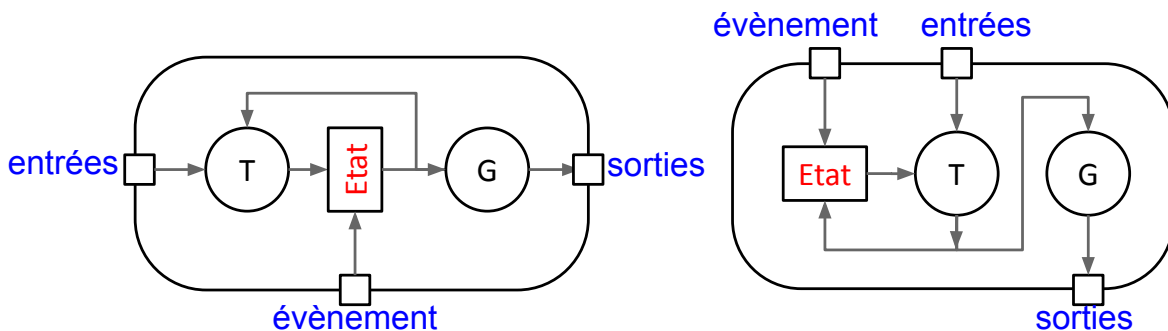 entrées
T
Etat
G
sorties
évènement
évènement
entrées
Etat
T
G
sorties